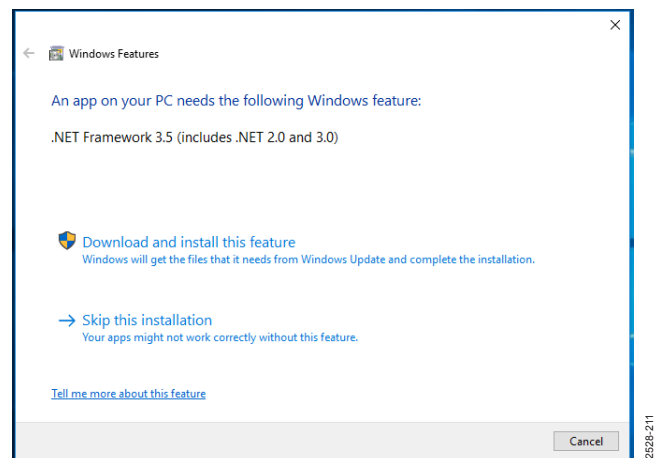 Windows Features
An app on your PC needs the following Windows feature:
.NET Framework 3.5 (includes .NET 2.0 and 3.0)
Download and install this feature
Windows will get the files that it needs from Windows Update and complete the installation.
Skip this installation
Your apps might not work correctly without this feature.
Tell me more about this feature
Cancel
2528-211